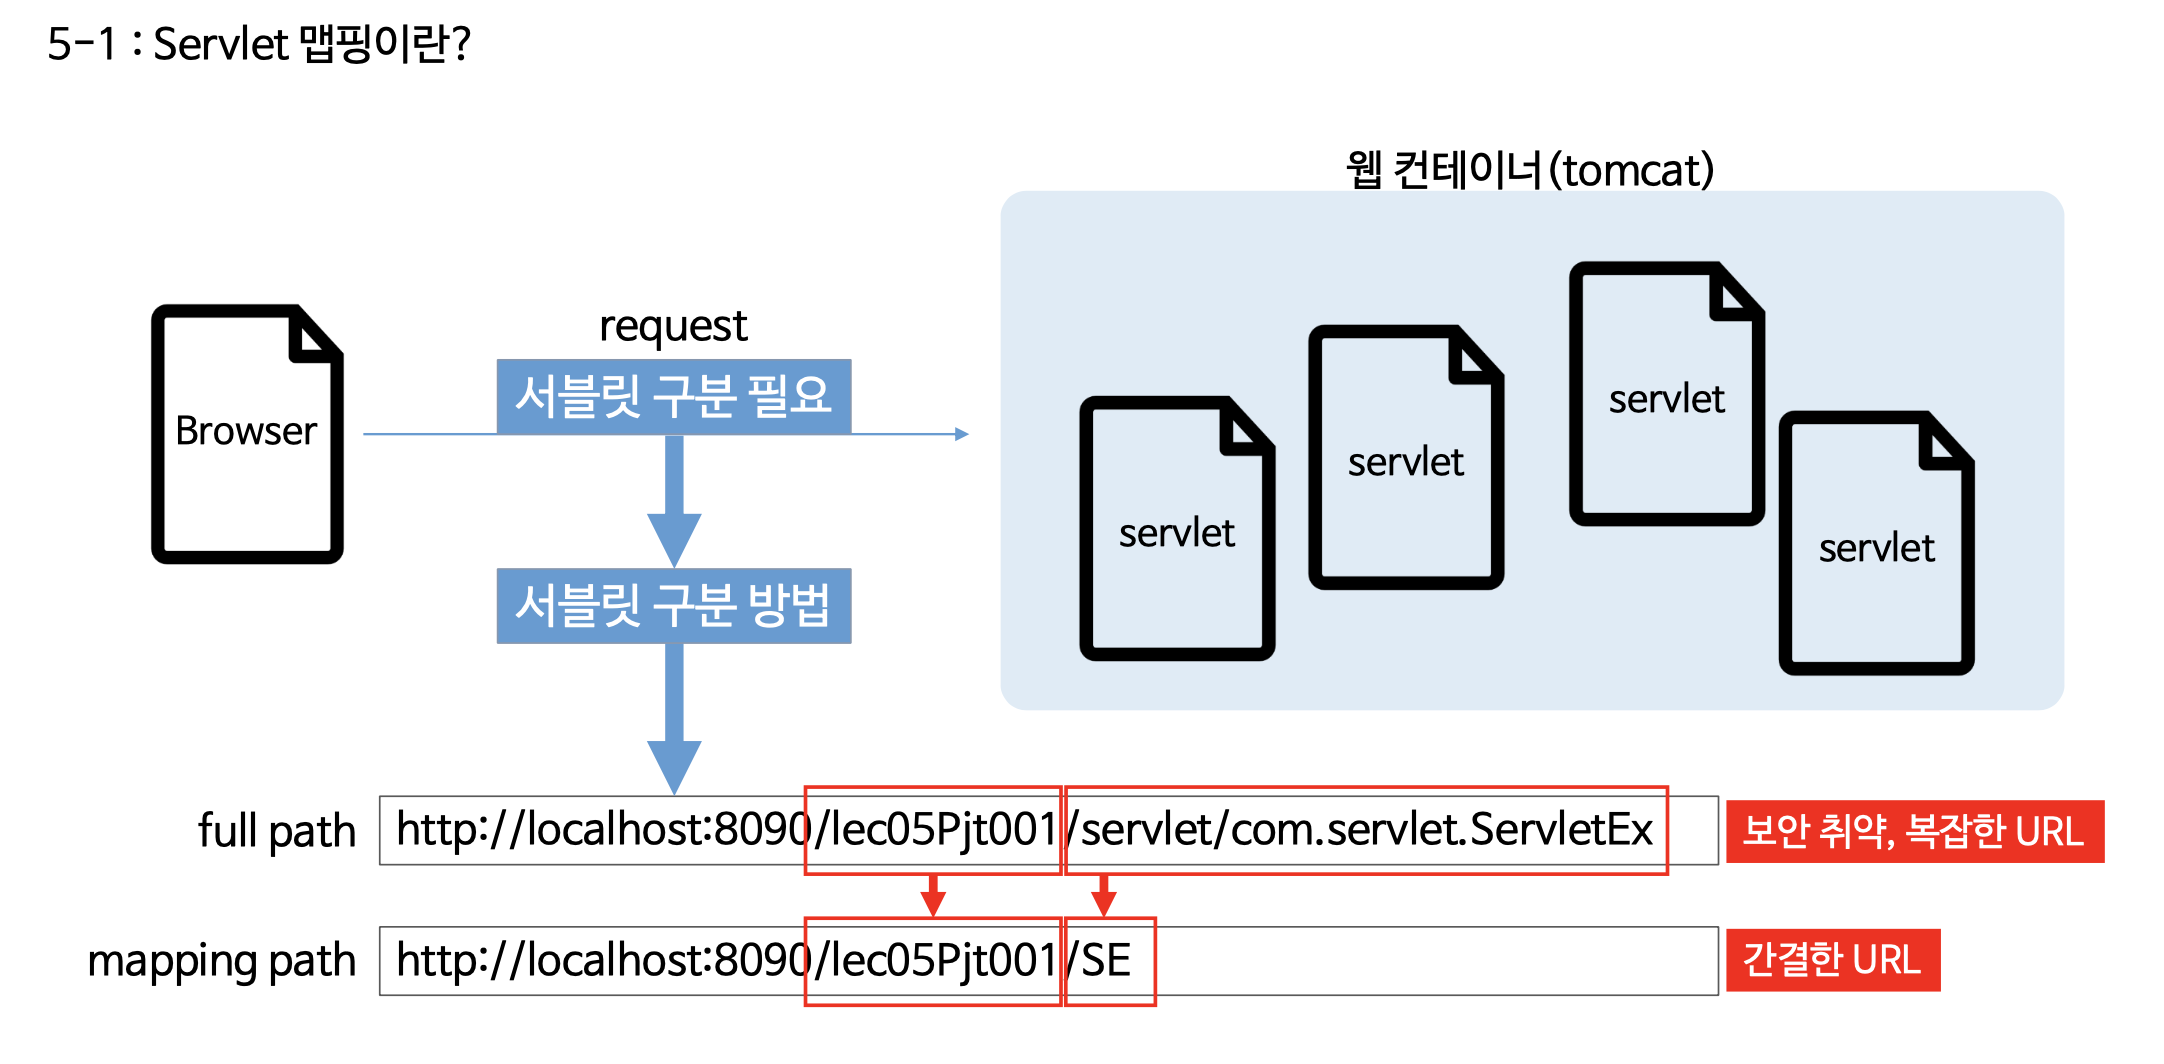 5-1 : Servlet 맵핑이란?
웹 컨테이너(tomcat)
request
서블릿 구분 필요
Browser
servlet
servlet
servlet
servlet
서블릿 구분 방법
full path
http://localhost:8090/lec05Pjt001/servlet/com.servlet.ServletEx
보안 취약, 복잡한 URL
mapping path
http://localhost:8090/lec05Pjt001/SE
간결한 URL